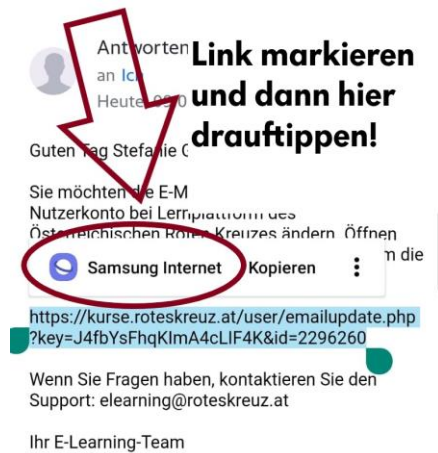 Antworten
an Ich
Heute,
Link markieren
und dann hier
drauftippen!
Guten Tag Stefanie
Sie möchten die E-M
Nutzerkonto bei Lernplattform des
Österreichischen Roten Kreuzes ändern. Öffnen
m die
Samsung Internet Kopieren
https://kurse.roteskreuz.at/user/emailupdate.php
?key=J4fbYsFhqKImA4cLIF4K&id=2296260
Wenn Sie Fragen haben, kontaktieren Sie den
Support: elearning@roteskreuz.at
Ihr E-Learning-Team